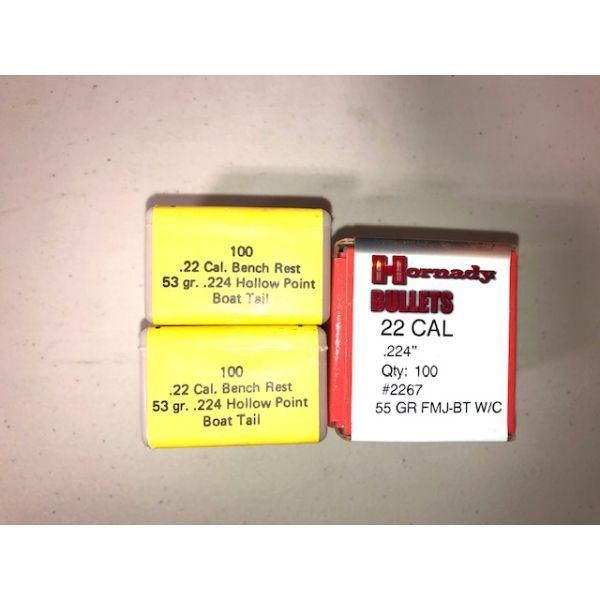 100
.22 Cal. Bench Rest
53 gr. .224 Hollow Point
Boat Tail
100
.22 Cal. Bench Rest
53 gr. .224 Hollow Point
Boat Tail
Hornady
BULLETS
22 CAL
.224"
Qty: 100
#2267
55 GR FMJ-BT W/C